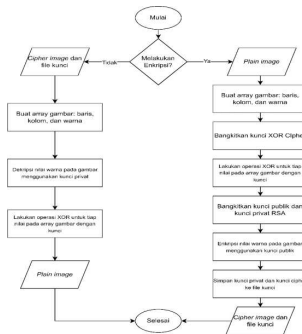 Mulai
Melakukan
Enkripsi?
Tidak
Ya
Cipher image dan
file kunci
Buat array gambar: baris,
kolom, dan warna
Dekripsi nilai warna pada gambar
menggunakan kunci privat
Lakukan operasi XOR untuk tiap
nilai pada array gambar dengan
kunci
Plain image
Selesai
Plain image
Buat array gambar: baris,
kolom, dan warna
Bangkitkan kunci XOR Cipher
Lakukan operasi XOR untuk tiap
nilai pada array gambar dengan
kunci
Bangkitkan kunci publik dan
kunci privat RSA
Enkripsi nilai warna pada gambar
menggunakan kunci publik
Simpan kunci privat dan kunci cipher
ke file kunci
Cipher image dan
file kunci